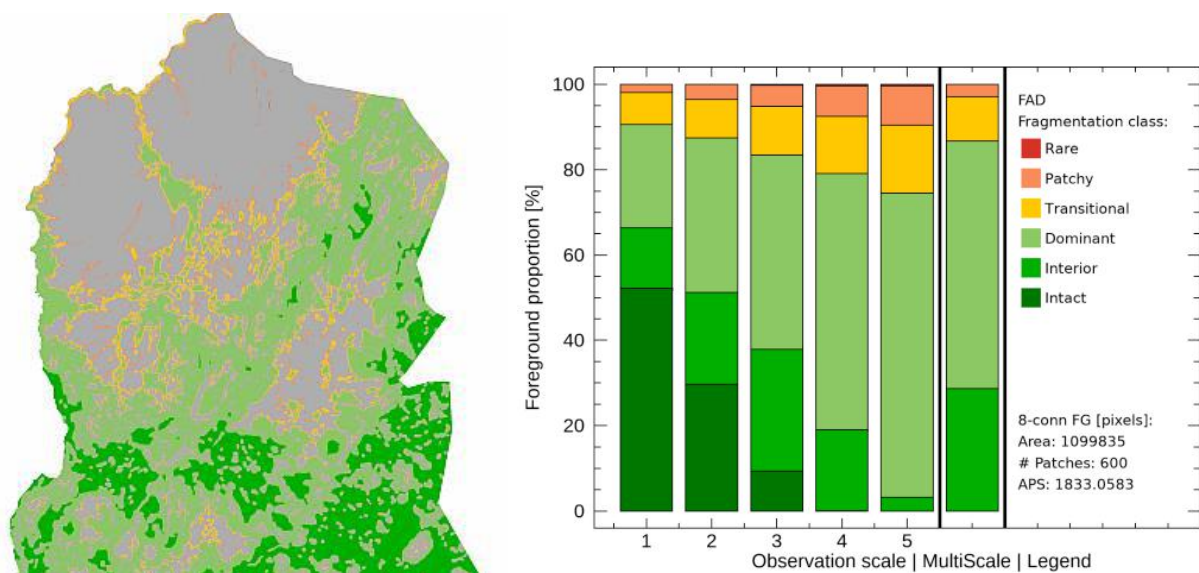 100
80
60
40
20
0
Foreground proportion [%]
1 2 3 4 5
Observation scale | MultiScale | Legend
FAD
Fragmentation class:
Rare
Patchy
Transitional
Dominant
Interior
Intact
8-conn FG [pixels]:
Area: 1099835
# Patches: 600
APS: 1833.0583